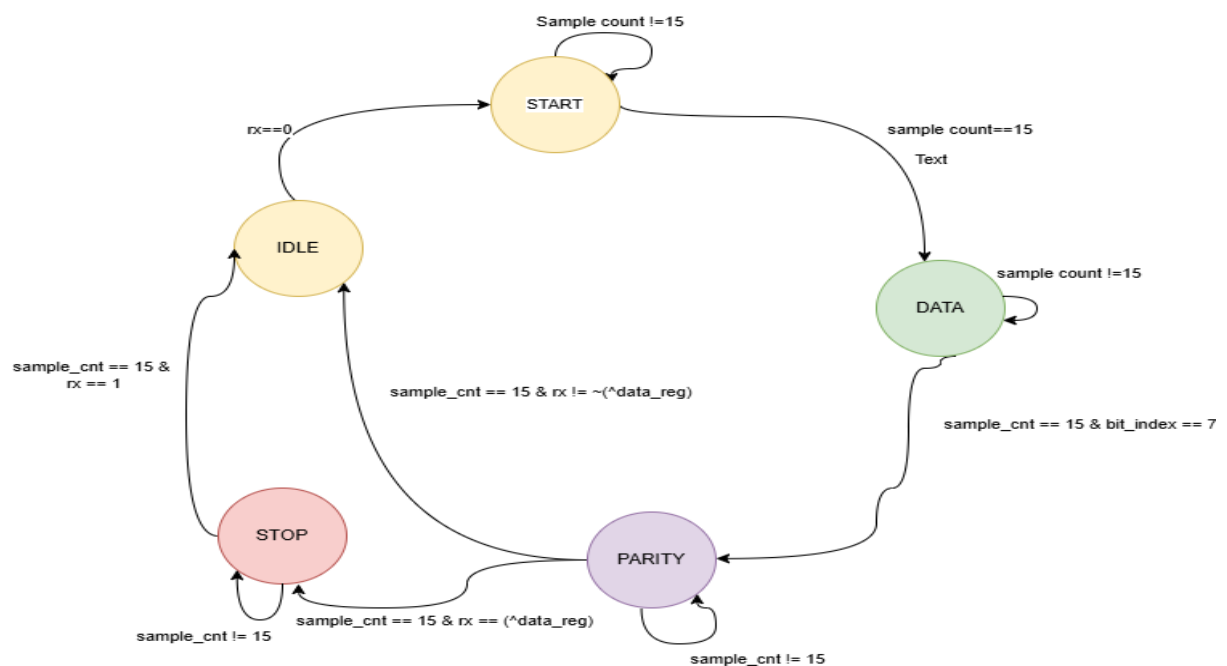 Sample count !=15
START
rx==0
sample count==15
Text
IDLE
sample count !=15
DATA
sample_cnt == 15 &
rx == 1
sample_cnt == 15 & rx != ~(^data_reg)
sample_cnt == 15 & bit_index == 7
STOP
PARITY
sample_cnt == 15 & rx == (^data_reg)
sample_cnt != 15
sample_cnt != 15